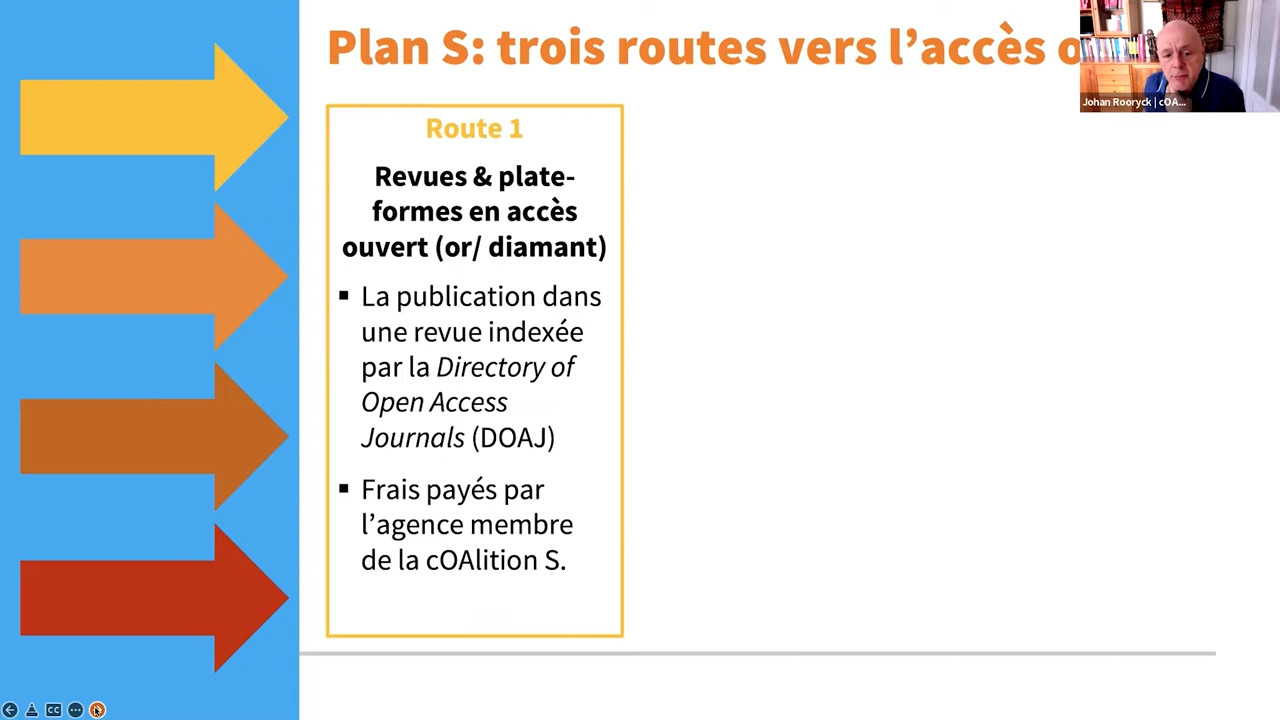 Plan S: trois routes vers l’accès o
Johan Rooryck | cOA...
Route 1
Revues & plate-
formes en accès
ouvert (or/ diamant)
▪ La publication dans
une revue indexée
par la Directory of
Open Access
Journals (DOAJ)
▪ Frais payés par
l’agence membre
de la cOAlition S.
CC